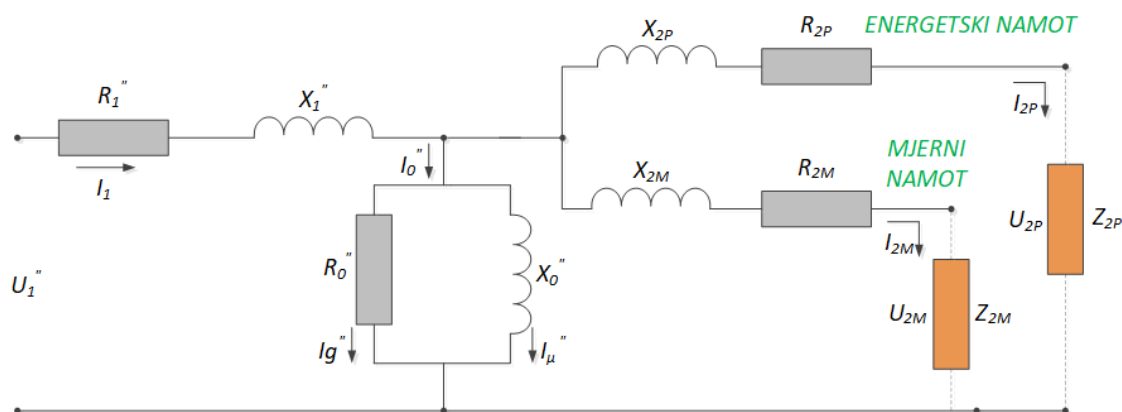 ENERGETSKI NAMOT
X2P
R2P
R1"
X1"
I2P
I1
I0"
MJERNI
NAMOT
X2M
R2M
U2P
Z2P
I2M
R0"
X0"
U1"
U2M
Z2M
Ig"
Iμ"